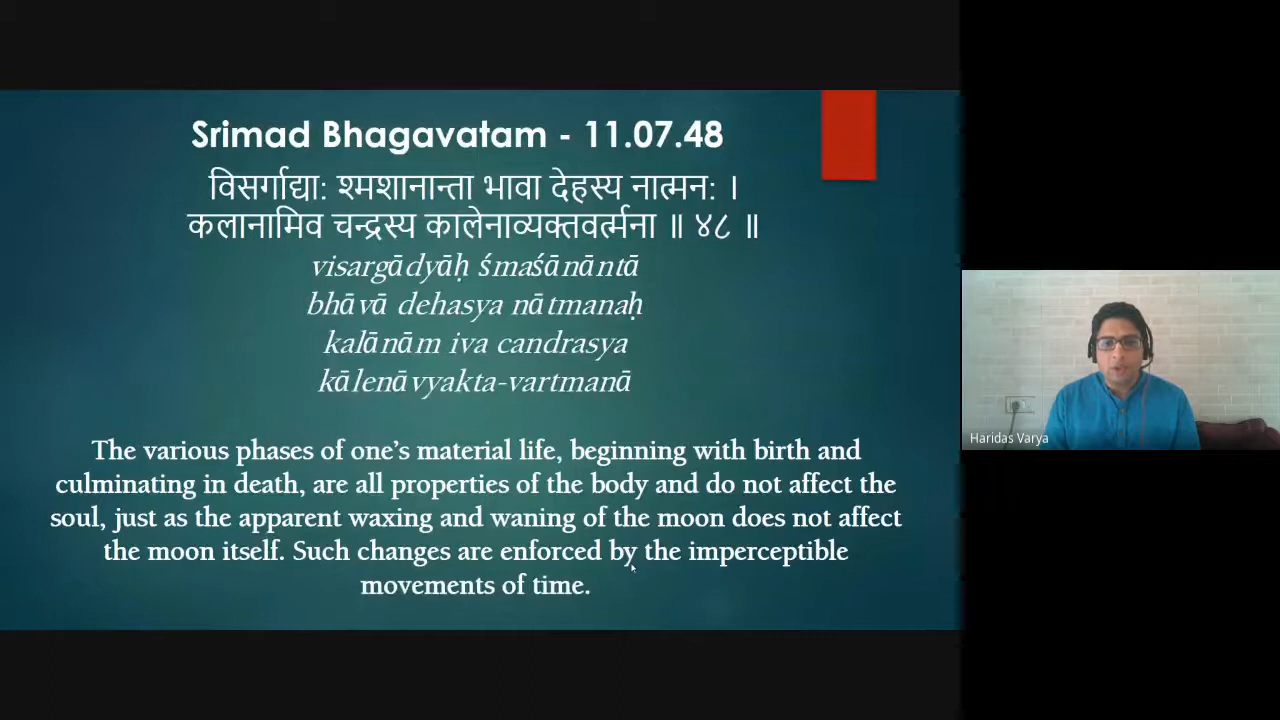 Srimad Bhagavatam - 11.07.48
विसर्गाद्या: श्मशानान्ता भावा देहस्य नात्मन: ।
कलानामिव चन्द्रस्य कालेनाव्यक्तवर्त्मना ॥ ४८ ॥
visargādyāḥ śmaśānāntā
bhāvā dehasya nātmanaḥ
kalānām iva candrasya
kālenāvyakta-vartmanā
The various phases of one’s material life, beginning with birth and
culminating in death, are all properties of the body and do not affect the
soul, just as the apparent waxing and waning of the moon does not affect
the moon itself. Such changes are enforced by the imperceptible
movements of time.
Haridas Varya